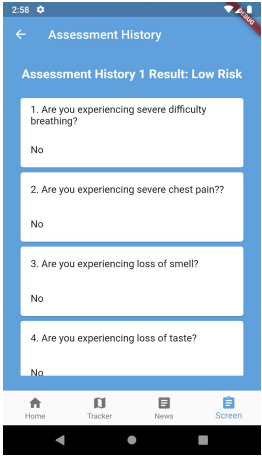 2:58
DEBUG
Assessment History
Assessment History 1 Result: Low Risk
1. Are you experiencing severe difficulty
breathing?
No
2. Are you experiencing severe chest pain??
No
3. Are you experiencing loss of smell?
No
4. Are you experiencing loss of taste?
No
Home
Tracker
News
Screen